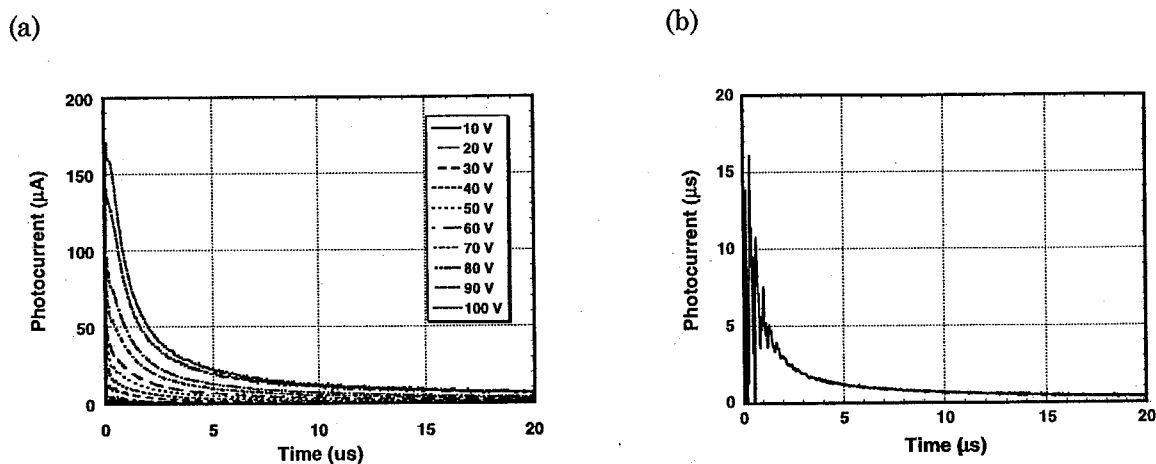 (a)
(b)
Photocurrent (μA)
200
150
100
50
0
0 5 10 15 20
Time (us)
10 V
20 V
30 V
40 V
50 V
60 V
70 V
80 V
90 V
100 V
Photocurrent (μs)
20
15
10
5
0
0 5 10 15 20
Time (μs)